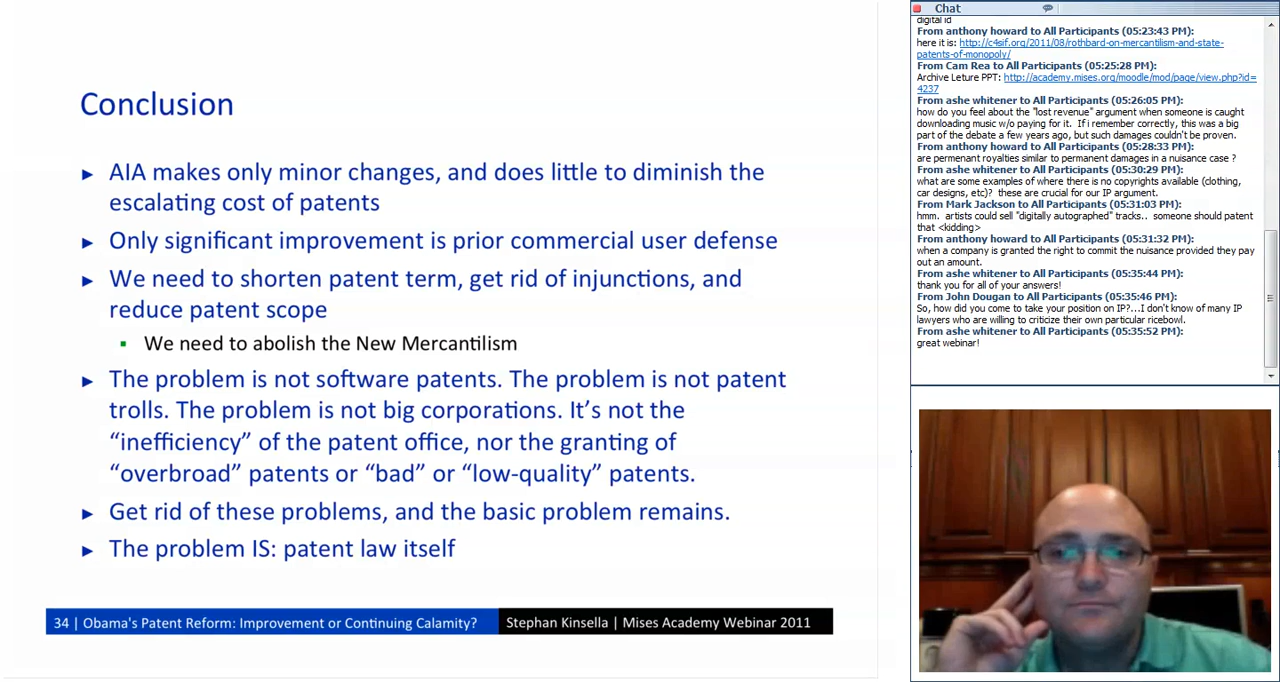 Conclusion
► AIA makes only minor changes, and does little to diminish the
escalating cost of patents
► Only significant improvement is prior commercial user defense
► We need to shorten patent term, get rid of injunctions, and
reduce patent scope
▪ We need to abolish the New Mercantilism
► The problem is not software patents. The problem is not patent
trolls. The problem is not big corporations. It’s not the
“inefficiency” of the patent office, nor the granting of
“overbroad” patents or “bad” or “low-quality” patents.
► Get rid of these problems, and the basic problem remains.
► The problem IS: patent law itself
34 | Obama's Patent Reform: Improvement or Continuing Calamity?
Stephan Kinsella | Mises Academy Webinar 2011
Chat
digital id
From anthony howard to All Participants (05:23:43 PM):
here it is: http://c4sif.org/2011/08/rothbard-on-mercantilism-and-state-
patents-of-monopoly/
From Cam Rea to All Participants (05:25:28 PM):
Archive Leture PPT: http://academy.mises.org/moodle/mod/page/view.php?id=
4237
From ashe whitener to All Participants (05:26:05 PM):
how do you feel about the "lost revenue" argument when someone is caught
downloading music w/o paying for it. If i remember correctly, this was a big
part of the debate a few years ago, but such damages couldn't be proven.
From anthony howard to All Participants (05:28:33 PM):
are permenant royalties similar to permanent damages in a nuisance case ?
From ashe whitener to All Participants (05:30:29 PM):
what are some examples of where there is no copyrights available (clothing,
car designs, etc)? these are crucial for our IP argument.
From Mark Jackson to All Participants (05:31:03 PM):
hmm. artists could sell "digitally autographed" tracks.. someone should patent
that <kidding>
From anthony howard to All Participants (05:31:32 PM):
when a company is granted the right to commit the nuisance provided they pay
out an amount.
From ashe whitener to All Participants (05:35:44 PM):
thank you for all of your answers!
From John Dougan to All Participants (05:35:46 PM):
So, how did you come to take your position on IP?...I don't know of many IP
lawyers who are willing to criticize their own particular ricebowl.
From ashe whitener to All Participants (05:35:52 PM):
great webinar!